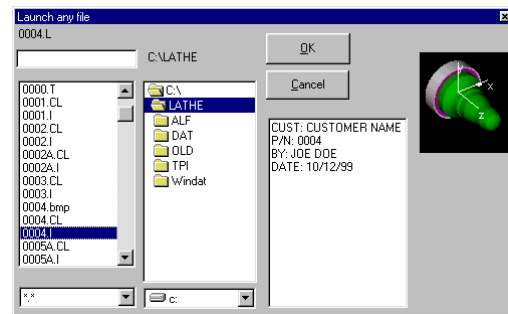 Launch any file
0004.L
C:\LATHE
OK
Cancel
0000.T
0001.CL
0001.I
0002.CL
0002.I
0002A.CL
0002A.I
0003.CL
0003.I
0004.bmp
0004.CL
0004.I
0005A.CL
0005A.I
C:\
LATHE
ALF
DAT
OLD
TPI
Windat
CUST: CUSTOMER NAME
P/N: 0004
BY: JOE DOE
DATE: 10/12/99
y
x
z
*.*
c: